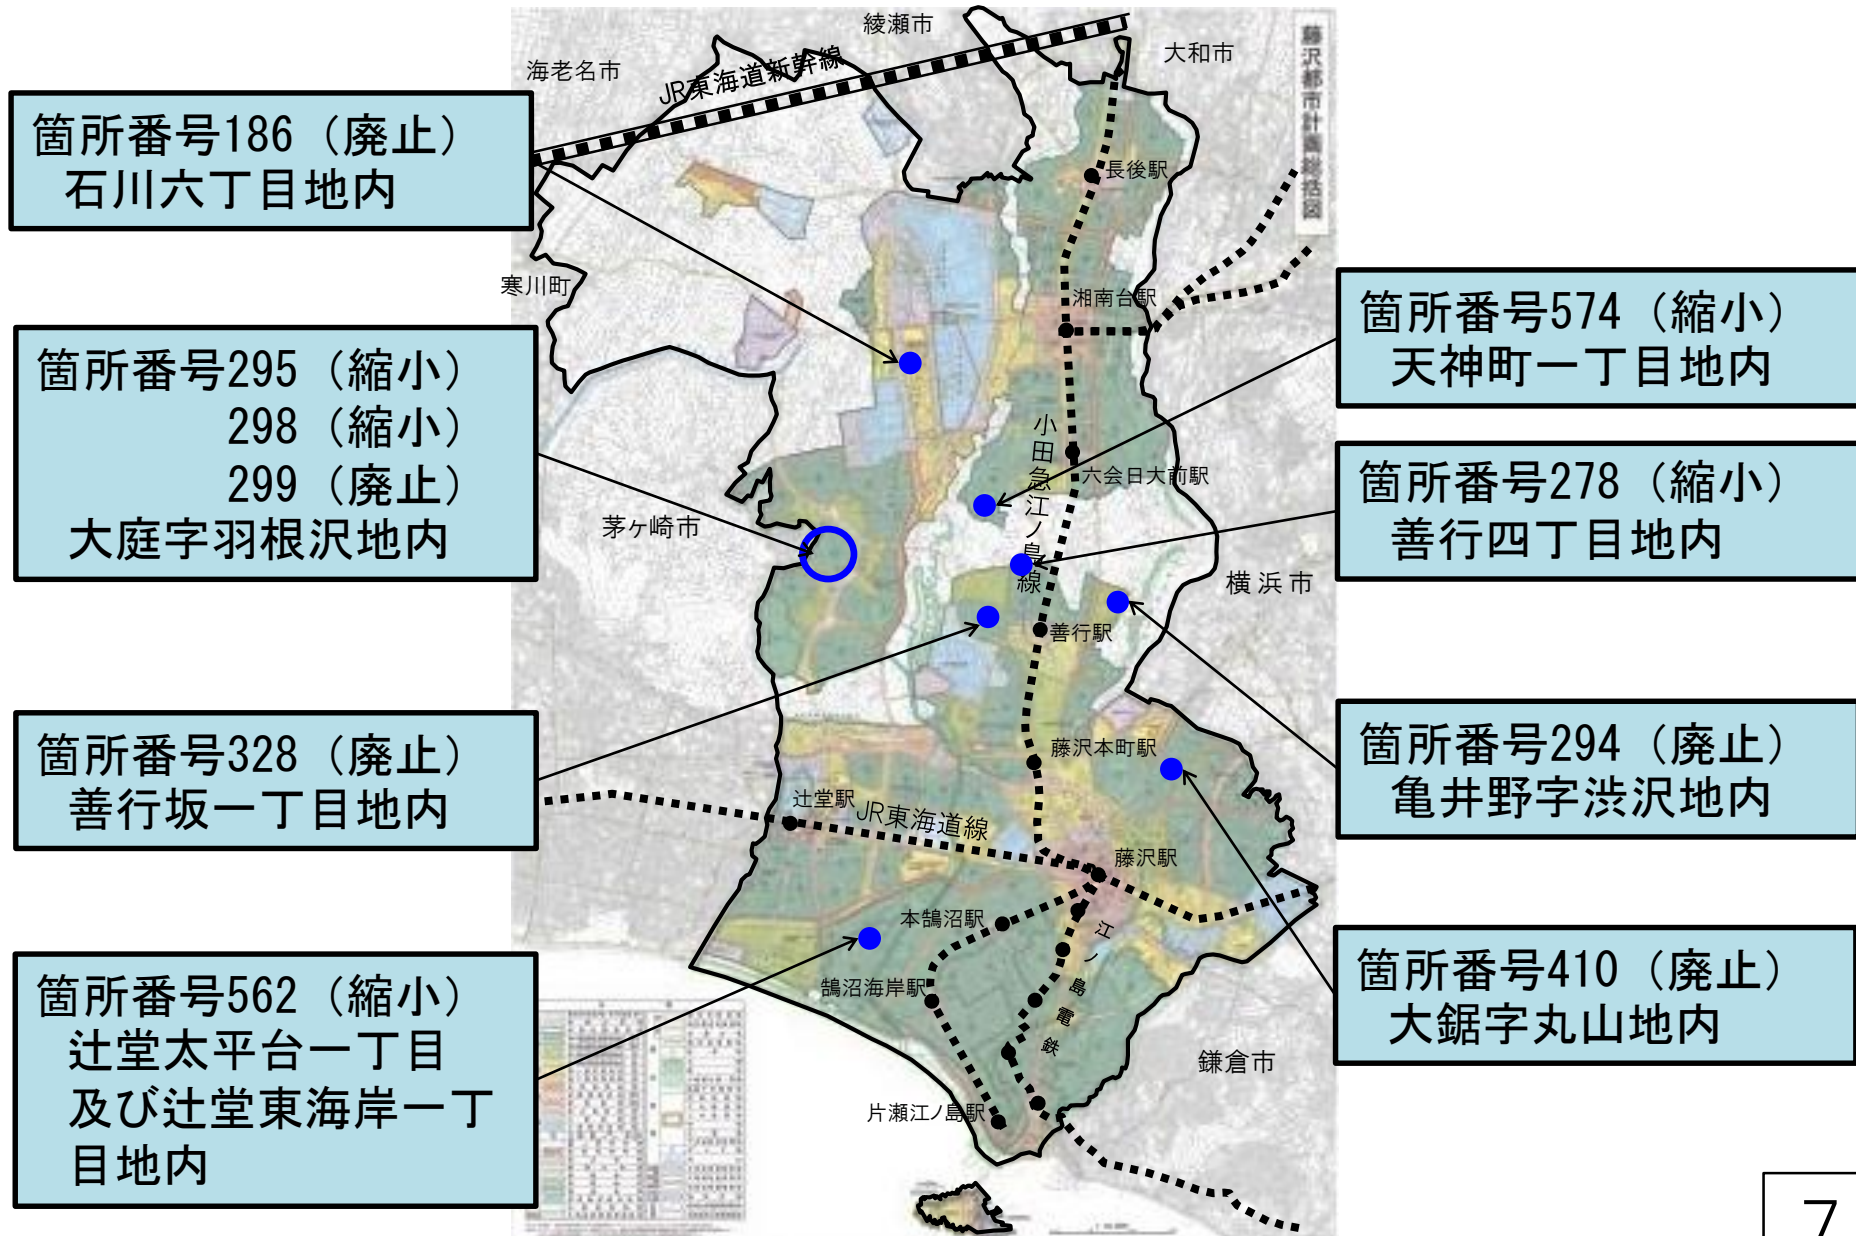 綾瀬市
大和市
海老名市
JR東海道新幹線
藤沢都市計画総括図
箇所番号186（廃止）
石川六丁目地内
長後駅
寒川町
湘南台駅
箇所番号574（縮小）
天神町一丁目地内
箇所番号295（縮小）
298（縮小）
299（廃止）
大庭字羽根沢地内
小田急江ノ島線
六会日大前駅
茅ヶ崎市
箇所番号278（縮小）
善行四丁目地内
横浜市
善行駅
箇所番号328（廃止）
善行坂一丁目地内
藤沢本町駅
箇所番号294（廃止）
亀井野字渋沢地内
辻堂駅
JR東海道線
藤沢駅
本鵠沼駅
江ノ島電鉄
箇所番号410（廃止）
大鋸字丸山地内
箇所番号562（縮小）
辻堂太平台一丁目
及び辻堂東海岸一丁
目地内
鵠沼海岸駅
鎌倉市
片瀬江ノ島駅
7